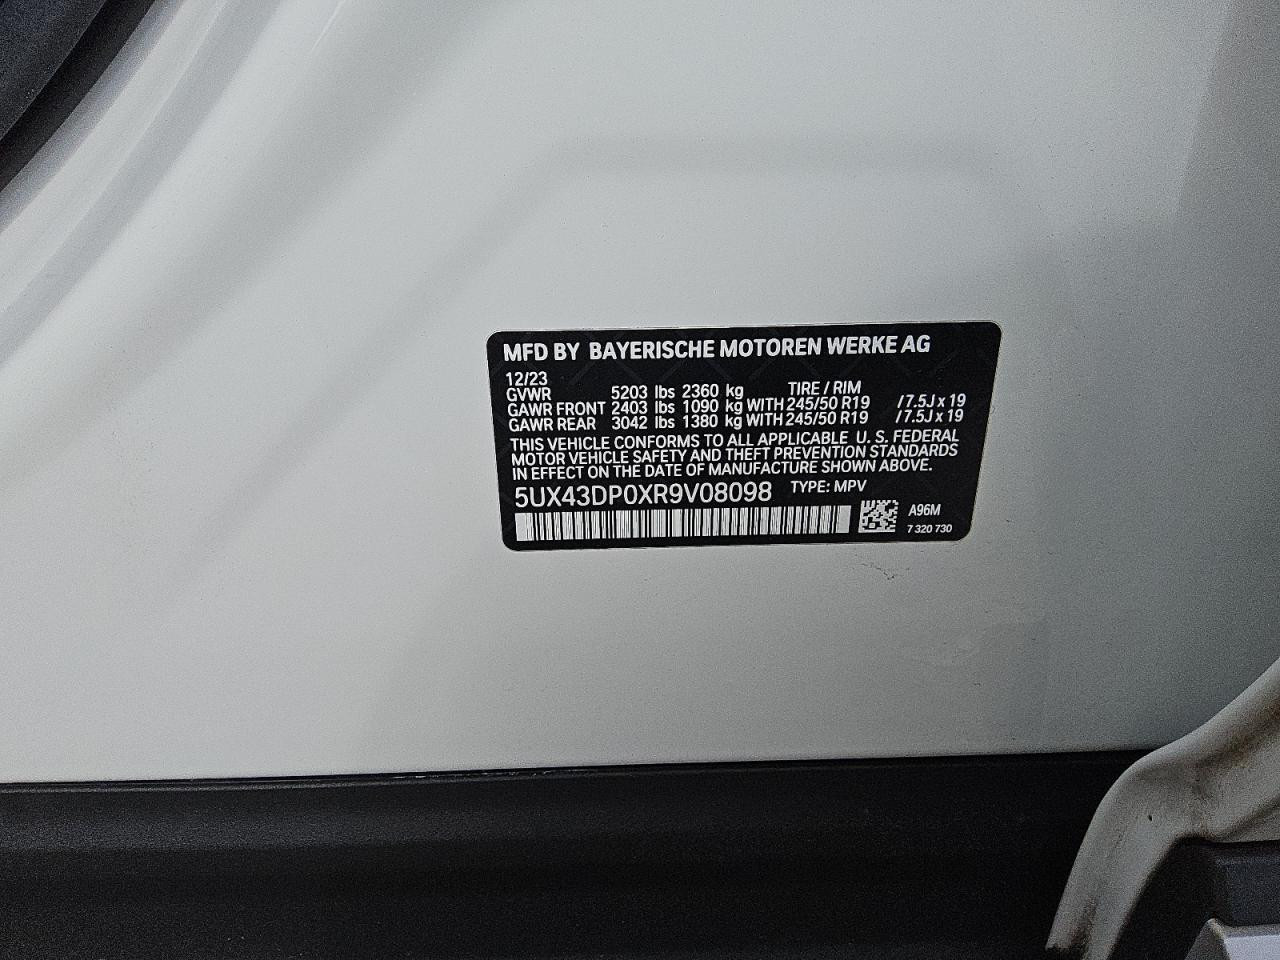 MFD BY BAYERISCHE MOTOREN WERKE AG
12/23
GVWR 5203 lbs 2360 kg TIRE / RIM
GAWR FRONT 2403 lbs 1090 kg WITH 245/50 R19 /7.5J x 19
GAWR REAR 3042 lbs 1380 kg WITH 245/50 R19 /7.5J x 19
THIS VEHICLE CONFORMS TO ALL APPLICABLE U. S. FEDERAL
MOTOR VEHICLE SAFETY AND THEFT PREVENTION STANDARDS
IN EFFECT ON THE DATE OF MANUFACTURE SHOWN ABOVE.
5UX43DP0XR9V08098 TYPE: MPV
A96M
7 320 730